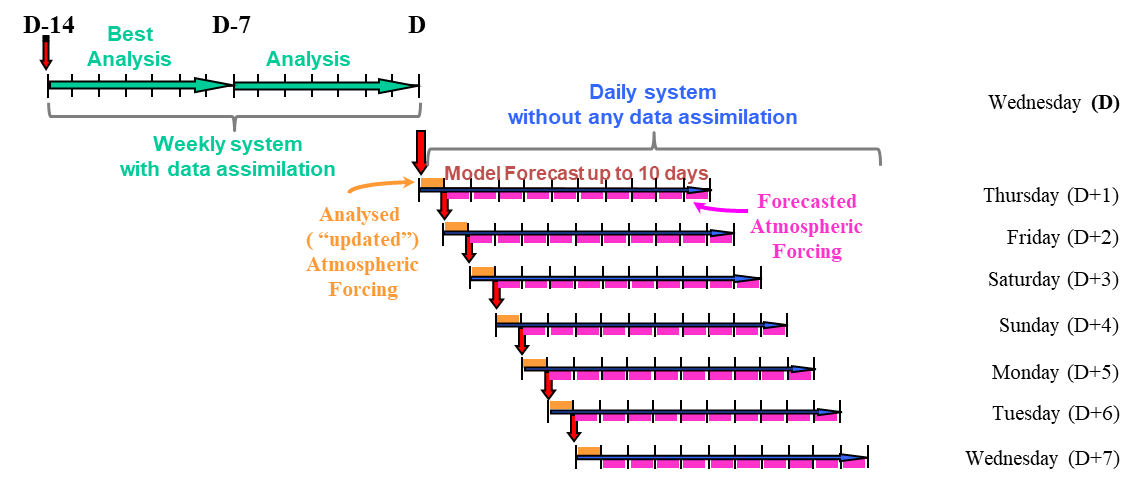 D-14
D-7
D
Best
Analysis
Analysis
Weekly system
with data assimilation
Daily system
without any data assimilation
Wednesday (D)
Model Forecast up to 10 days
Analysed
( “updated”)
Atmospheric
Forcing
Forecasted
Atmospheric
Forcing
Thursday (D+1)
Friday (D+2)
Saturday (D+3)
Sunday (D+4)
Monday (D+5)
Tuesday (D+6)
Wednesday (D+7)